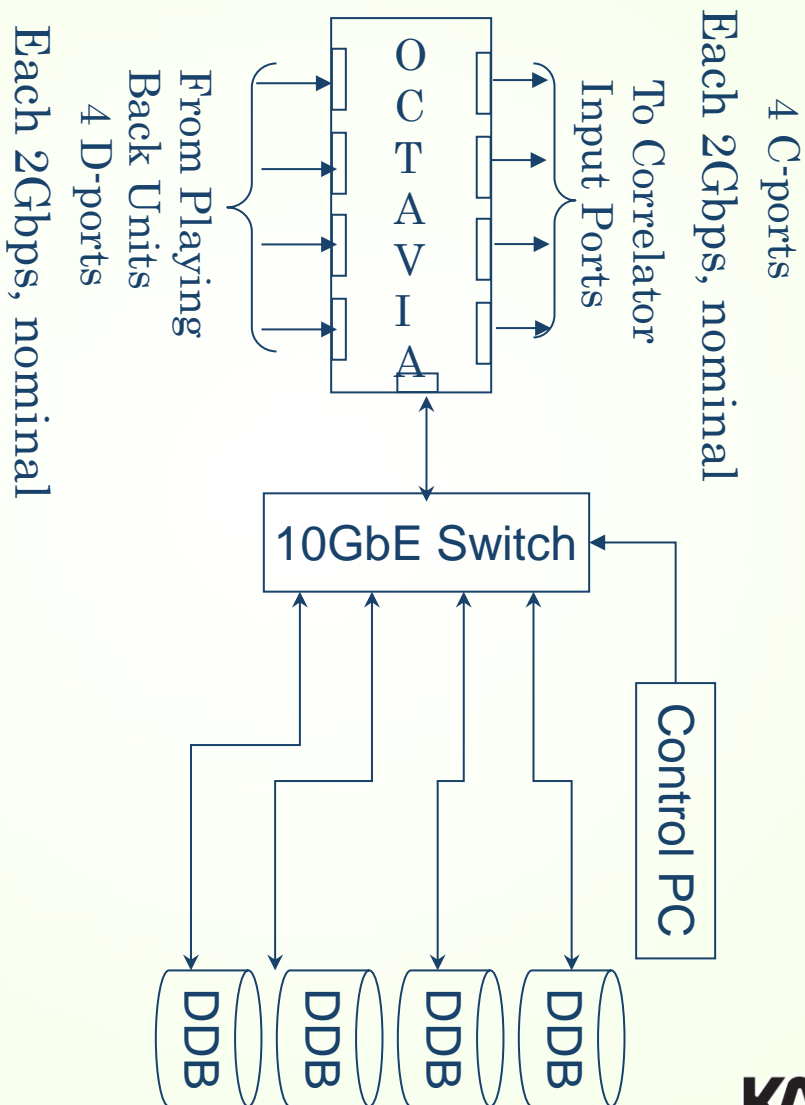 4 C-ports
Each 2Gbps, nominal
To Correlator
Input Ports
OCTAVIA
From Playing
Back Units
4 D-ports
Each 2Gbps, nominal
10GbE Switch
Control PC
DDB
DDB
DDB
DDB